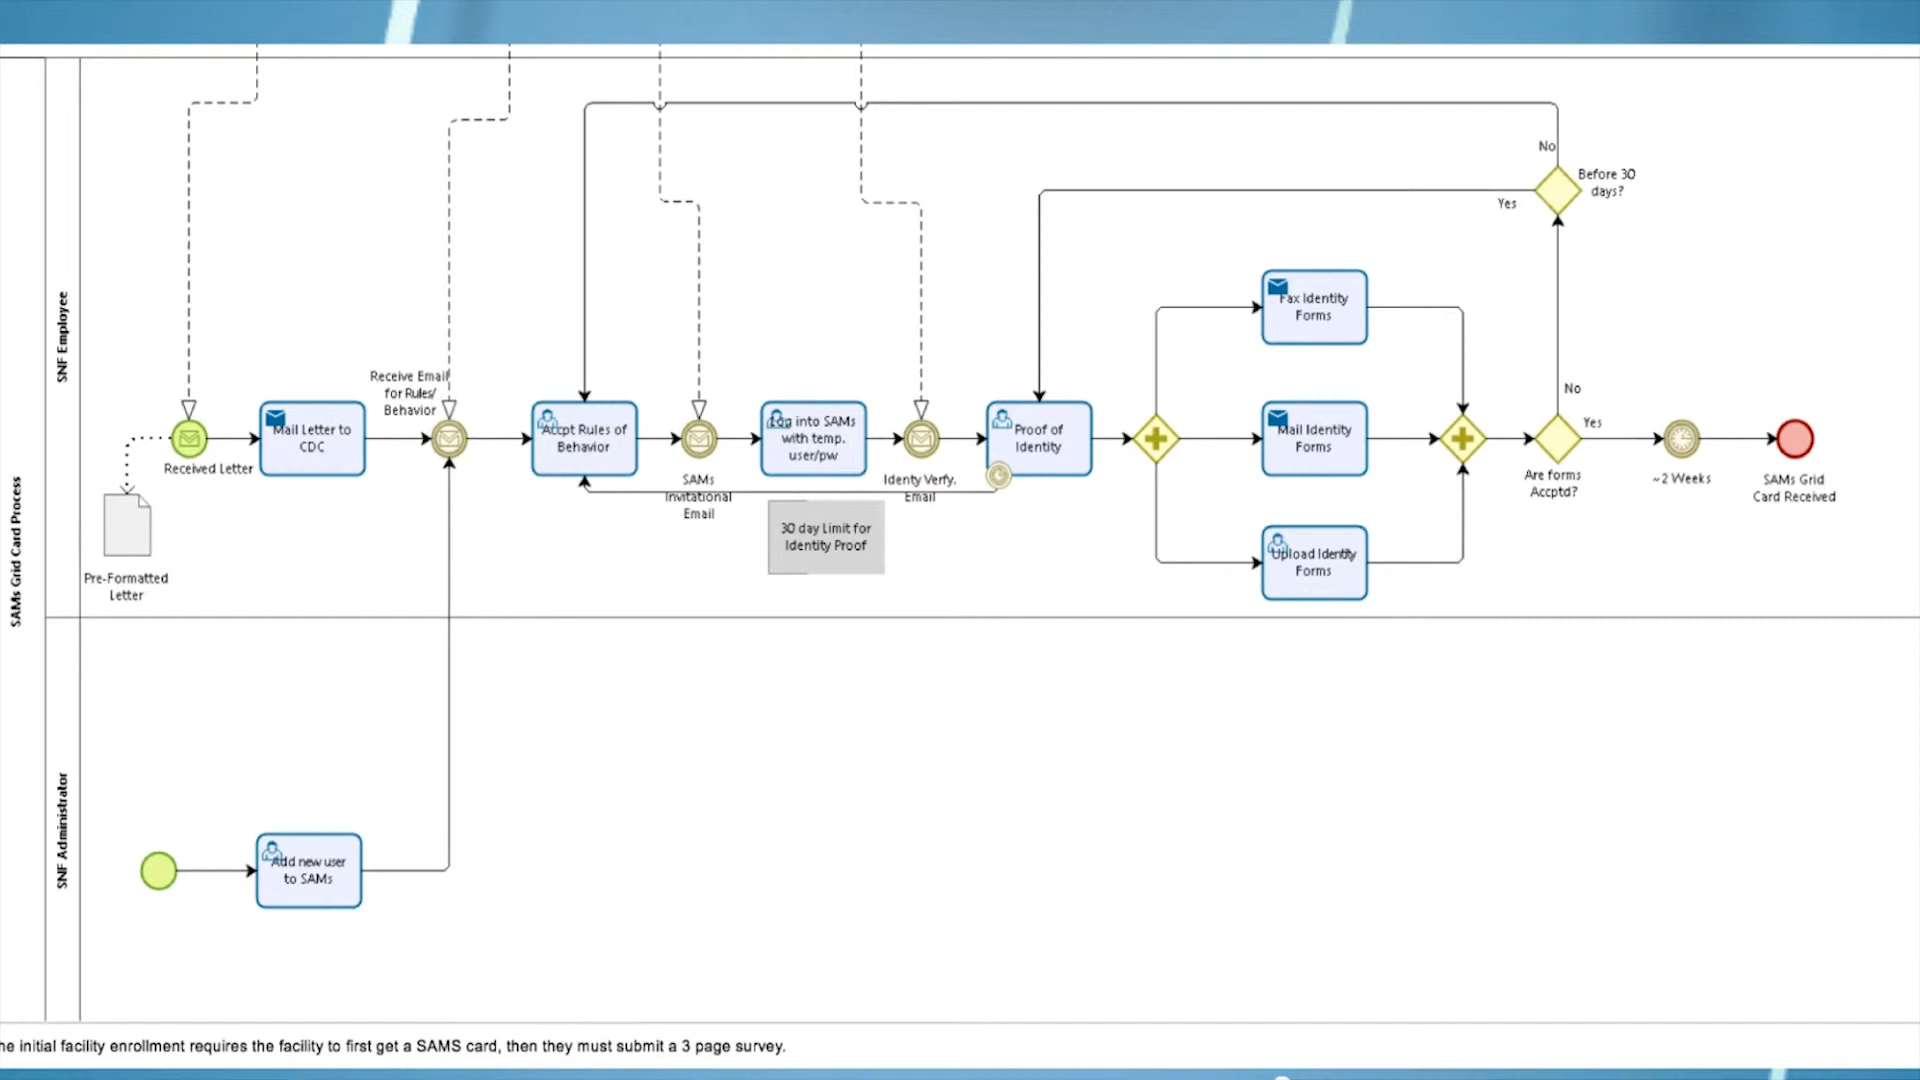 SAMs Grid Card Process
SNF Employee
No
Before 30
days?
Yes
Fax Identity
Forms
Receive Email
for Rules/
Behavior
No
Mail Letter to
CDC
Accpt Rules of
Behavior
Log into SAMs
with temp.
user/pw
Proof of
Identity
Mail Identity
Forms
Yes
Received Letter
SAMs
Invitational
Email
Identy Verfy.
Email
Are forms
Accptd?
~2 Weeks
SAMs Grid
Card Received
30 day Limit for
Identity Proof
Upload Identity
Forms
Pre-Formatted
Letter
SNF Administrator
Add new user
to SAMs
he initial facility enrollment requires the facility to first get a SAMS card, then they must submit a 3 page survey.